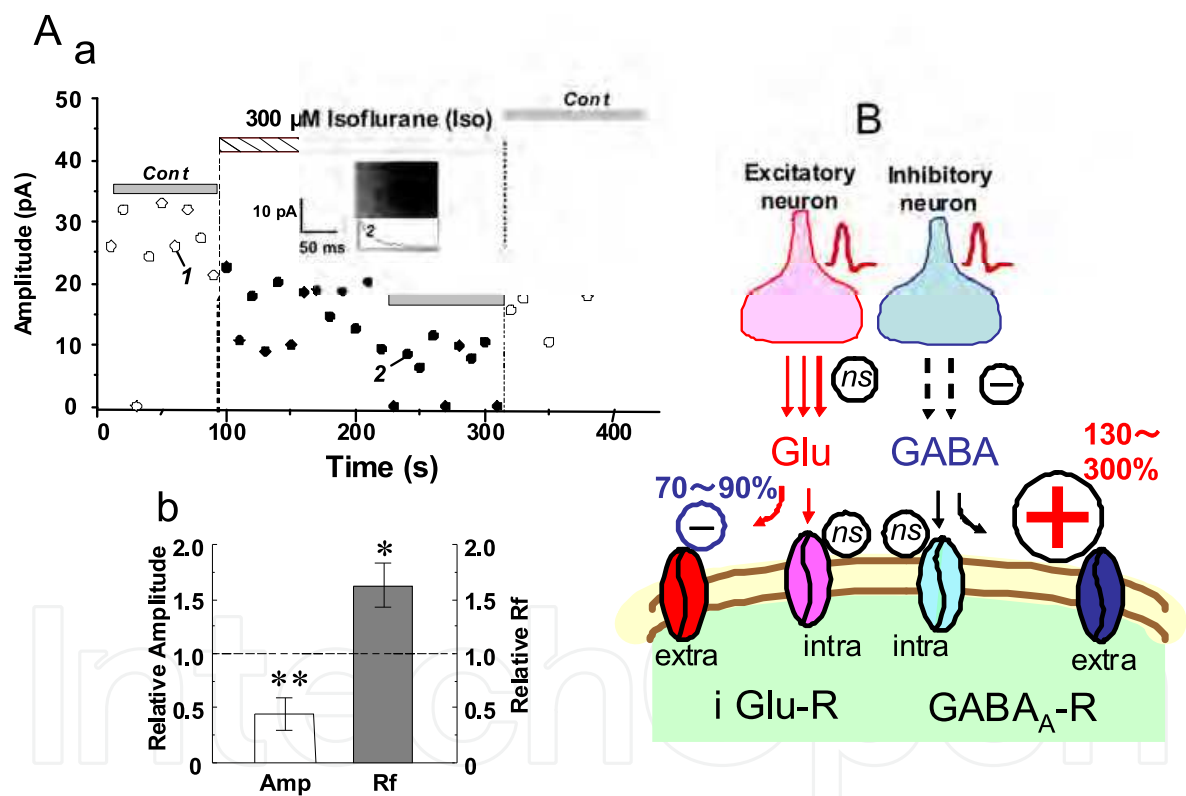 A
a
50
40
30
20
10
0
Amplitude (pA)
Cont
300 µM Isoflurane (Iso)
Cont
10 pA
50 ms
2
1
2
0
100
200
300
400
Time (s)
b
2.0
1.5
1.0
0.5
0
Relative Amplitude
**
*
2.0
1.5
1.0
0.5
0
Relative Rf
Amp
Rf
B
Excitatory
neuron
Inhibitory
neuron
ns
−
Glu
GABA
70～90%
130～
300%
−
ns
ns
+
extra
intra
intra
extra
i Glu-R
GABA_A-R
IntechOpen